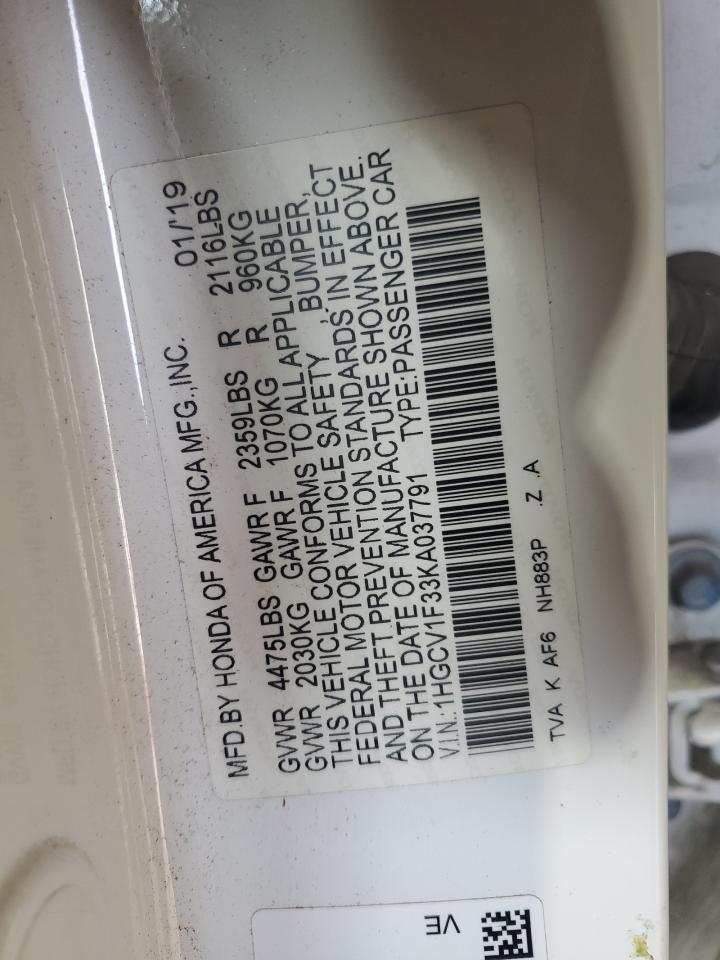 MFD.BY HONDA OF AMERICA MFG.,INC. 01/'19
GVWR 4475LBS GAWR F 2359LBS R 2116LBS
GVWR 2030KG GAWR F 1070KG R 960KG
THIS VEHICLE CONFORMS TO ALL APPLICABLE
FEDERAL MOTOR VEHICLE SAFETY , BUMPER,
AND THEFT PREVENTION STANDARDS IN EFFECT
ON THE DATE OF MANUFACTURE SHOWN ABOVE.
V.I.N.:1HGCV1F33KA037791 TYPE:PASSENGER CAR
TVA K AF6 NH883P .Z .A
VE